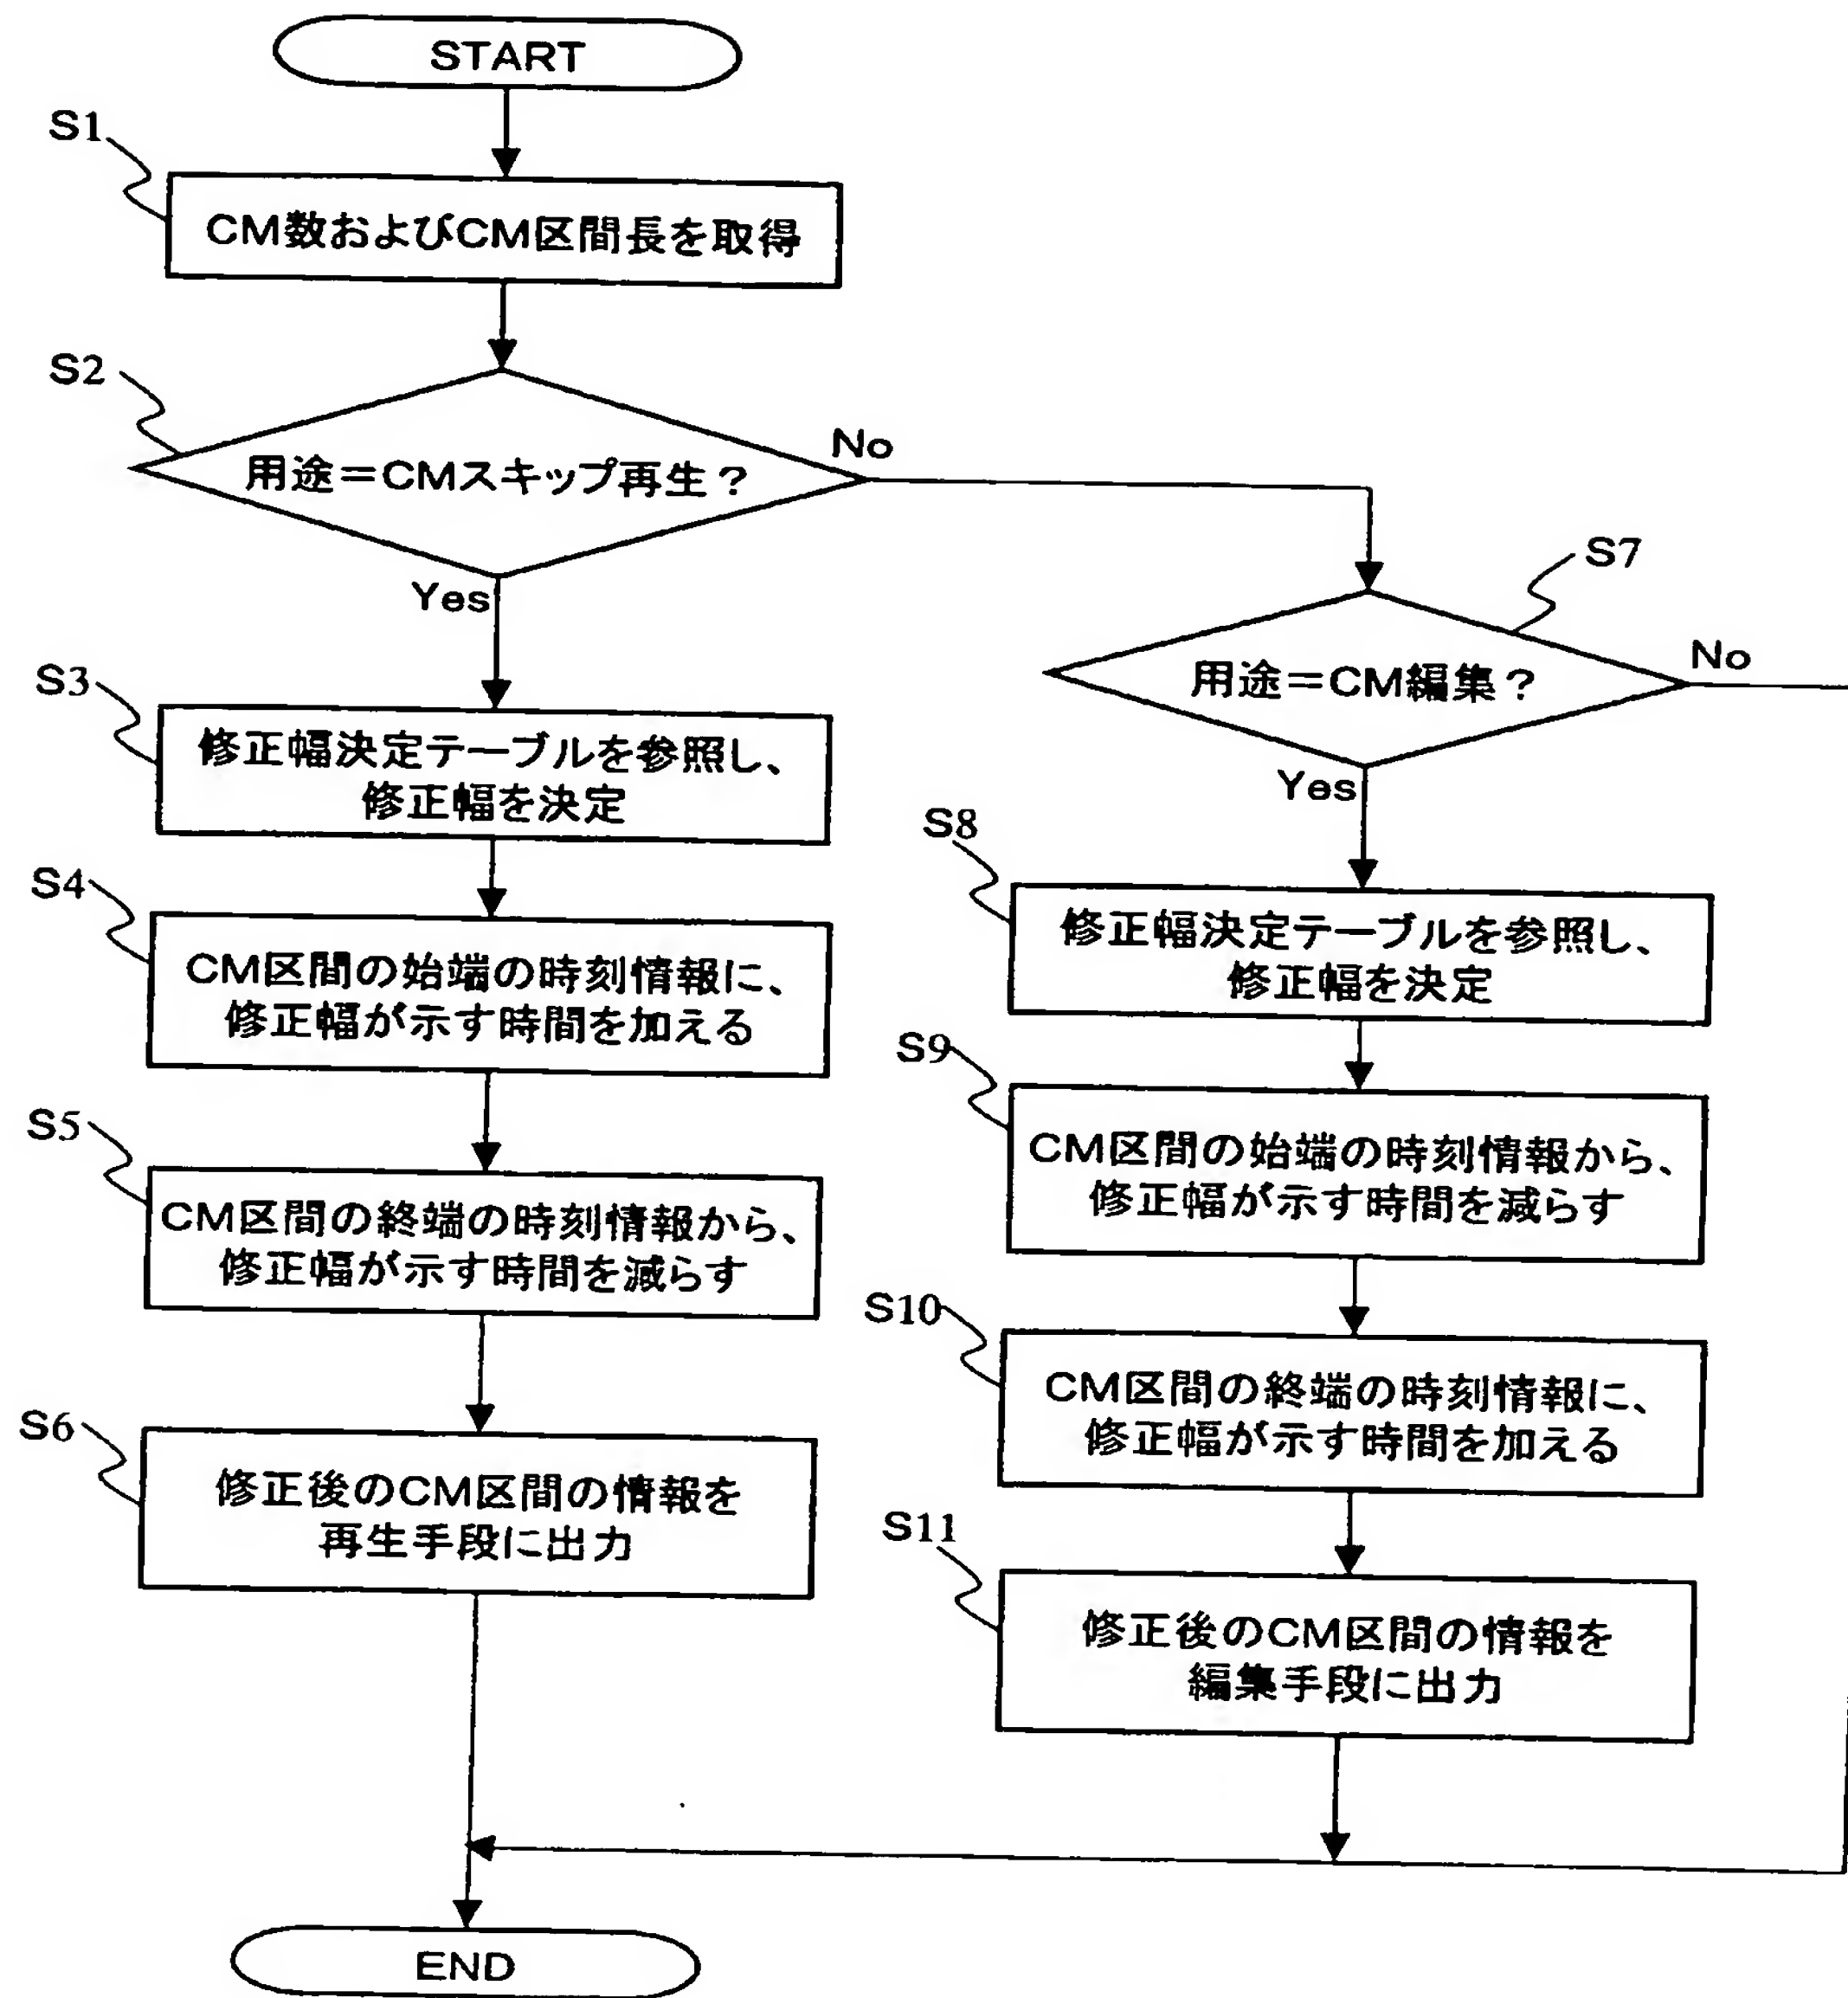 START
S1
CM数およびCM区間長を取得
S2
用途=CMスキップ再生?
No
Yes
S3
修正幅決定テーブルを参照し、
修正幅を決定
S4
CM区間の始端の時刻情報に、
修正幅が示す時間を加える
S5
CM区間の終端の時刻情報から、
修正幅が示す時間を減らす
S6
修正後のCM区間の情報を
再生手段に出力
S7
用途=CM編集?
No
Yes
S8
修正幅決定テーブルを参照し、
修正幅を決定
S9
CM区間の始端の時刻情報から、
修正幅が示す時間を減らす
S10
CM区間の終端の時刻情報に、
修正幅が示す時間を加える
S11
修正後のCM区間の情報を
編集手段に出力
END